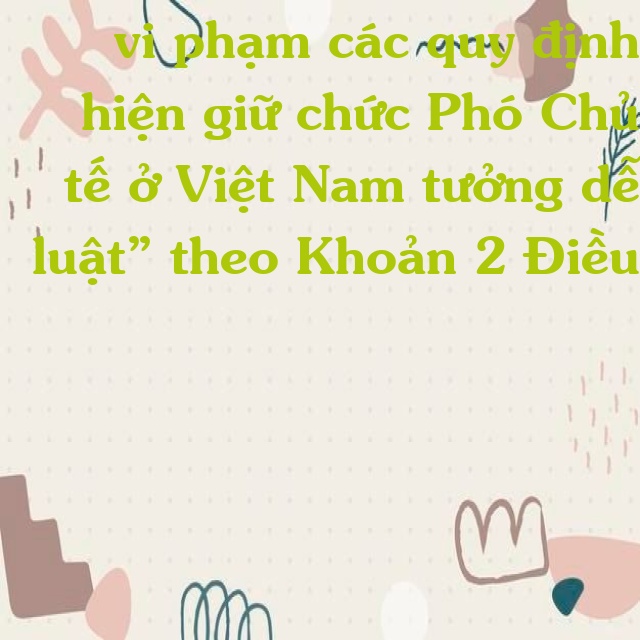 vi phạm các quy định
hiện giữ chức Phó Chủ
tế ở Việt Nam tưởng dễ
luật” theo Khoản 2 Điều